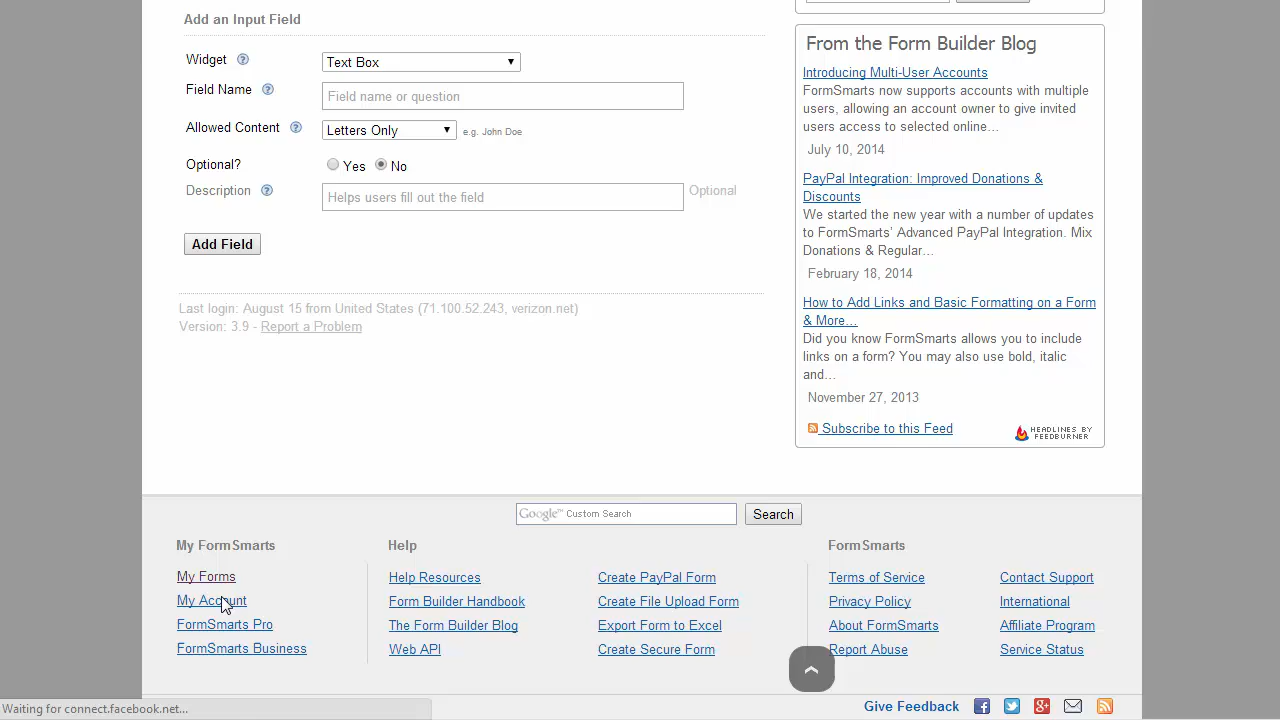 Add an Input Field
Widget
Text Box
Field Name
Field name or question
Allowed Content
Letters Only
e.g. John Doe
Optional?
Yes
No
Description
Helps users fill out the field
Optional
Add Field
Last login: August 15 from United States (71.100.52.243, verizon.net)
Version: 3.9 - Report a Problem
From the Form Builder Blog
Introducing Multi-User Accounts
FormSmarts now supports accounts with multiple
users, allowing an account owner to give invited
users access to selected online…
July 10, 2014
PayPal Integration: Improved Donations &
Discounts
We started the new year with a number of updates
to FormSmarts’ Advanced PayPal Integration. Mix
Donations & Regular…
February 18, 2014
How to Add Links and Basic Formatting on a Form
& More…
Did you know FormSmarts allows you to include
links on a form? You may also use bold, italic
and…
November 27, 2013
Subscribe to this Feed
HEADLINES BY
FEEDBURNER
Google™ Custom Search
Search
My FormSmarts
My Forms
My Account
FormSmarts Pro
FormSmarts Business
Help
Help Resources
Form Builder Handbook
The Form Builder Blog
Web API
Create PayPal Form
Create File Upload Form
Export Form to Excel
Create Secure Form
FormSmarts
Terms of Service
Privacy Policy
About FormSmarts
Report Abuse
Contact Support
International
Affiliate Program
Service Status
Waiting for connect.facebook.net...
Give Feedback